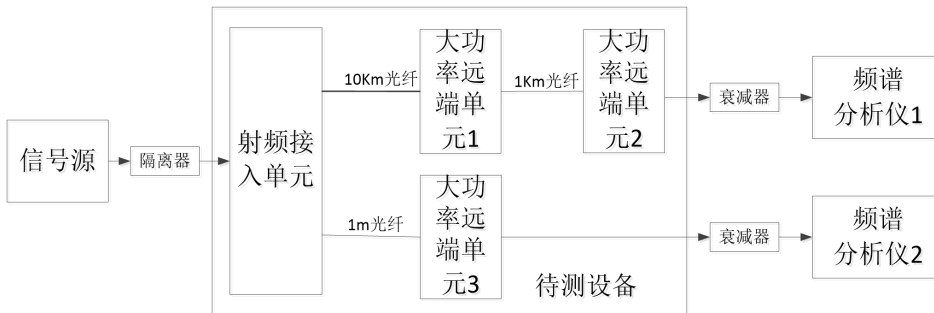 信号源
隔离器
射频接
入单元
10Km光纤
大功
率远
端单
元1
1Km光纤
大功
率远
端单
元2
衰减器
频谱
分析仪1
1m光纤
大功
率远
端单
元3
衰减器
频谱
分析仪2
待测设备